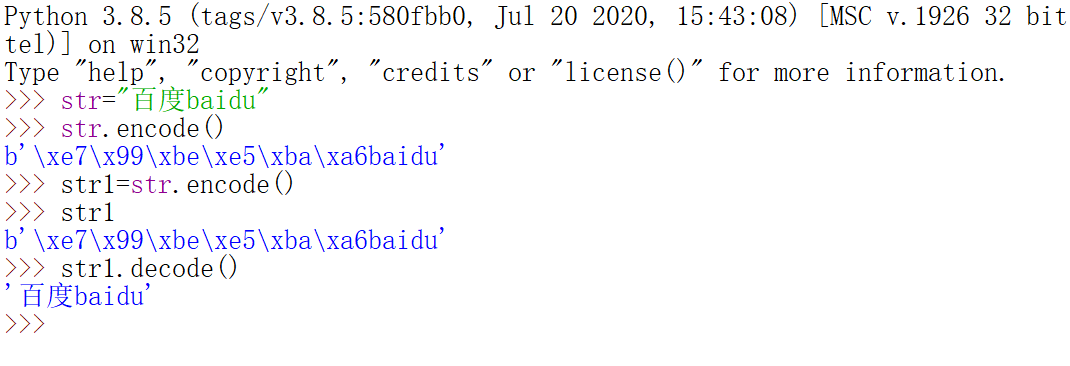 Python 3.8.5 (tags/v3.8.5:580fbb0, Jul 20 2020, 15:43:08) [MSC v.1926 32 bit
tel)] on win32
Type "help", "copyright", "credits" or "license()" for more information.
>>> str="百度baidu"
>>> str.encode()
b'\xe7\x99\xbe\xe5\xba\xa6baidu'
>>> str1=str.encode()
>>> str1
b'\xe7\x99\xbe\xe5\xba\xa6baidu'
>>> str1.decode()
'百度baidu'
>>>